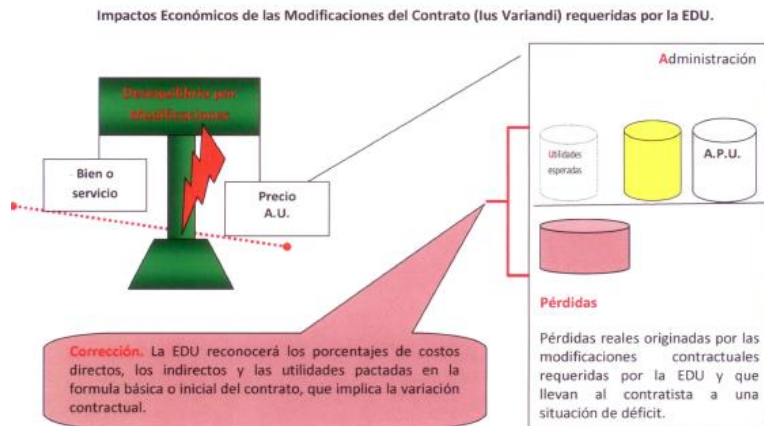 Impactos Económicos de las Modificaciones del Contrato (Ius Variandi) requeridas por la EDU.
Desequilibrio por
Modificaciones
Bien o
servicio
Precio
A.U.
Administración
Utilidades
esperadas
A.P.U.
Pérdidas
Pérdidas reales originadas por las
modificaciones contractuales
requeridas por la EDU y que
llevan al contratista a una
situación de déficit.
Corrección. La EDU reconocerá los porcentajes de costos
directos, los indirectos y las utilidades pactadas en la
formula básica o inicial del contrato, que implica la variación
contractual.